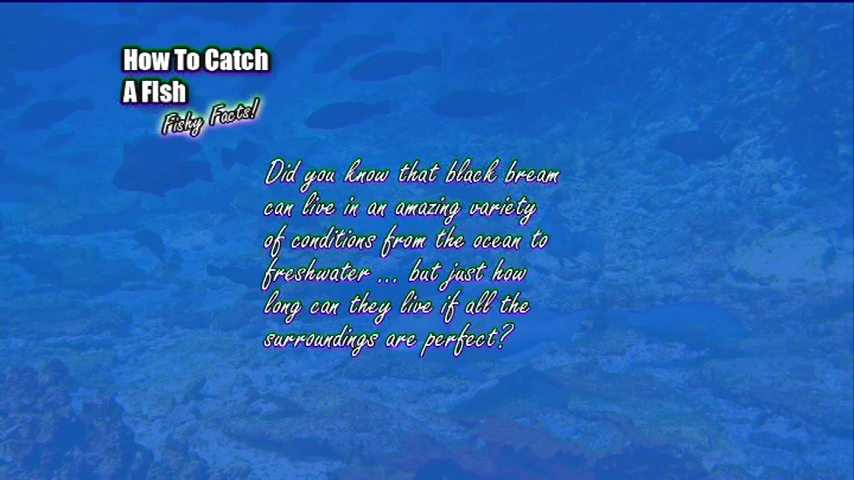 How To Catch
A FIsh
Fishy Facts!
Did you know that black bream
can live in an amazing variety
of conditions from the ocean to
freshwater ... but just how
long can they live if all the
surroundings are perfect?